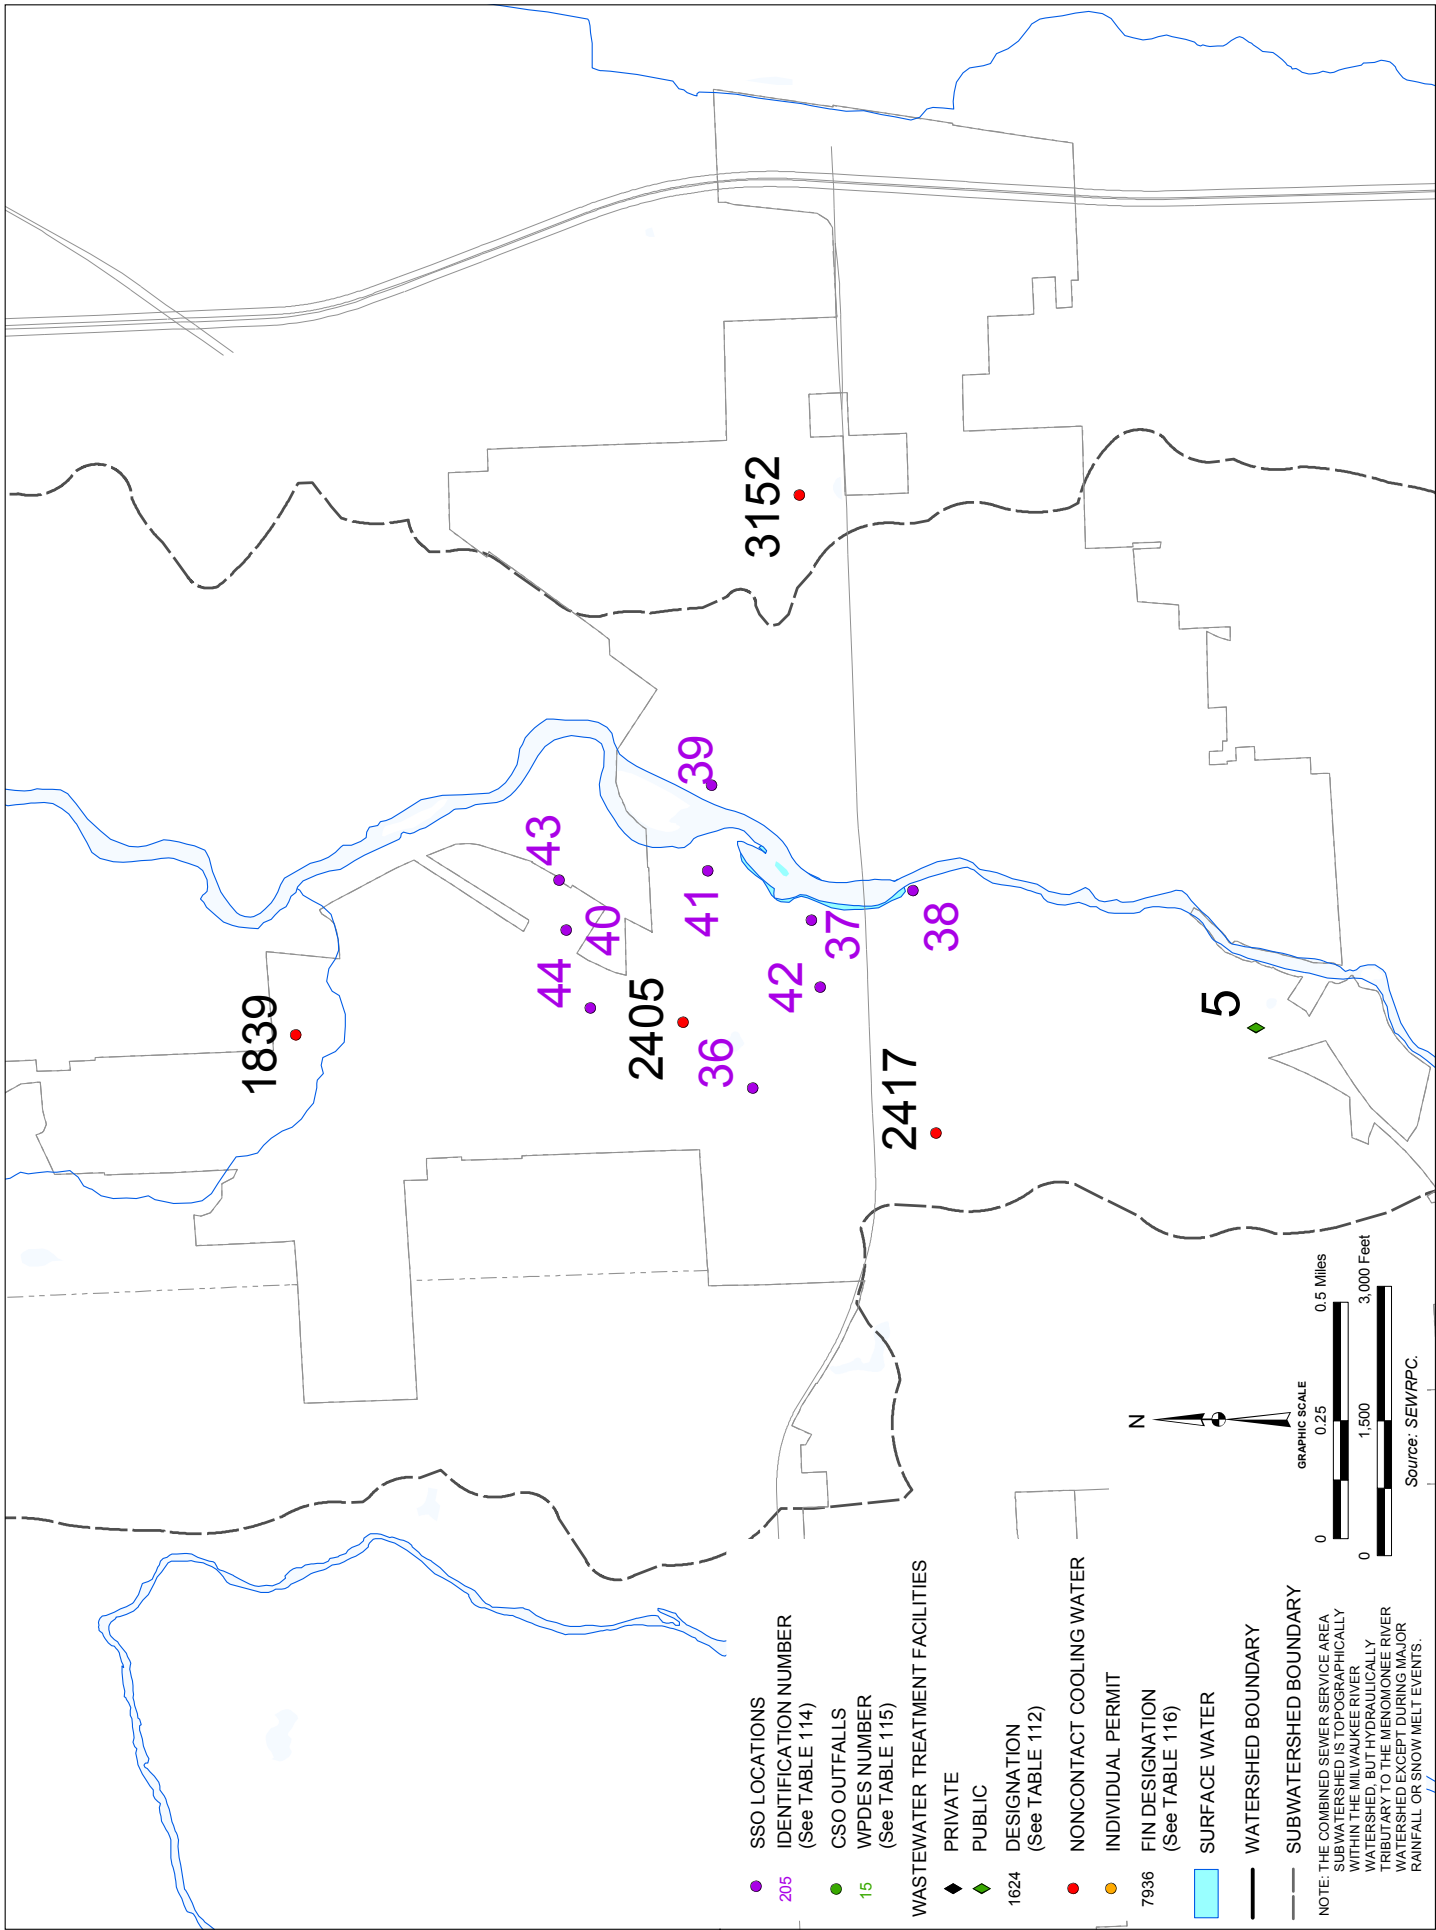 1839
43
44
40
39
41
2405
36
42
37
38
3152
2417
5
SSO LOCATIONS
205
IDENTIFICATION NUMBER
(See TABLE 114)
CSO OUTFALLS
15
WPDES NUMBER
(See TABLE 115)
WASTEWATER TREATMENT FACILITIES
PRIVATE
PUBLIC
1624
DESIGNATION
(See TABLE 112)
NONCONTACT COOLING WATER
INDIVIDUAL PERMIT
7936
FIN DESIGNATION
(See TABLE 116)
SURFACE WATER
WATERSHED BOUNDARY
SUBWATERSHED BOUNDARY
NOTE: THE COMBINED SEWER SERVICE AREA
SUBWATERSHED IS TOPOGRAPHICALLY
WITHIN THE MILWAUKEE RIVER
WATERSHED, BUT HYDRAULICALLY
TRIBUTARY TO THE MENOMONEE RIVER
WATERSHED EXCEPT DURING MAJOR
RAINFALL OR SNOW MELT EVENTS.
N
GRAPHIC SCALE
0 0.25 0.5 Miles
0 1,500 3,000 Feet
Source: SEWRPC.